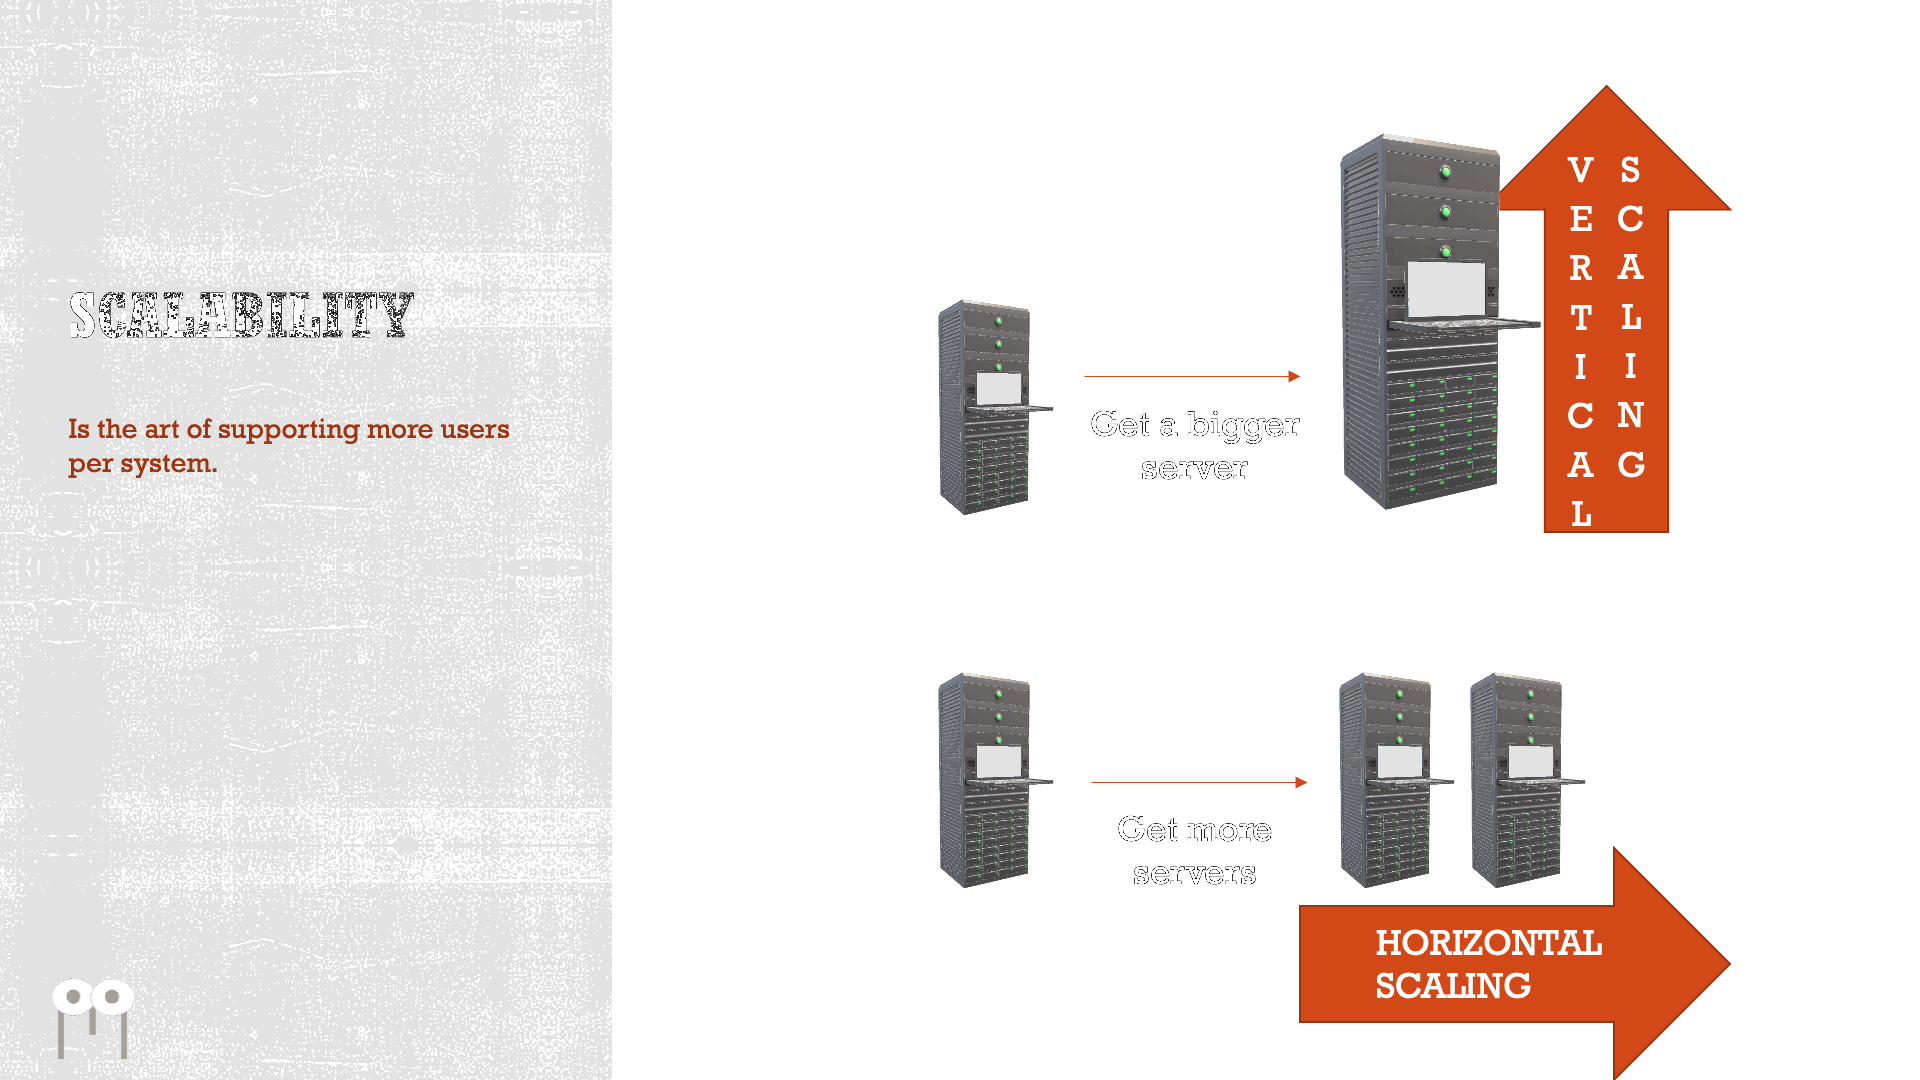 SCALABILITY
Is the art of supporting more users
per system.
Get a bigger
server
VERTICAL
SCALING
Get more
servers
HORIZONTAL
SCALING